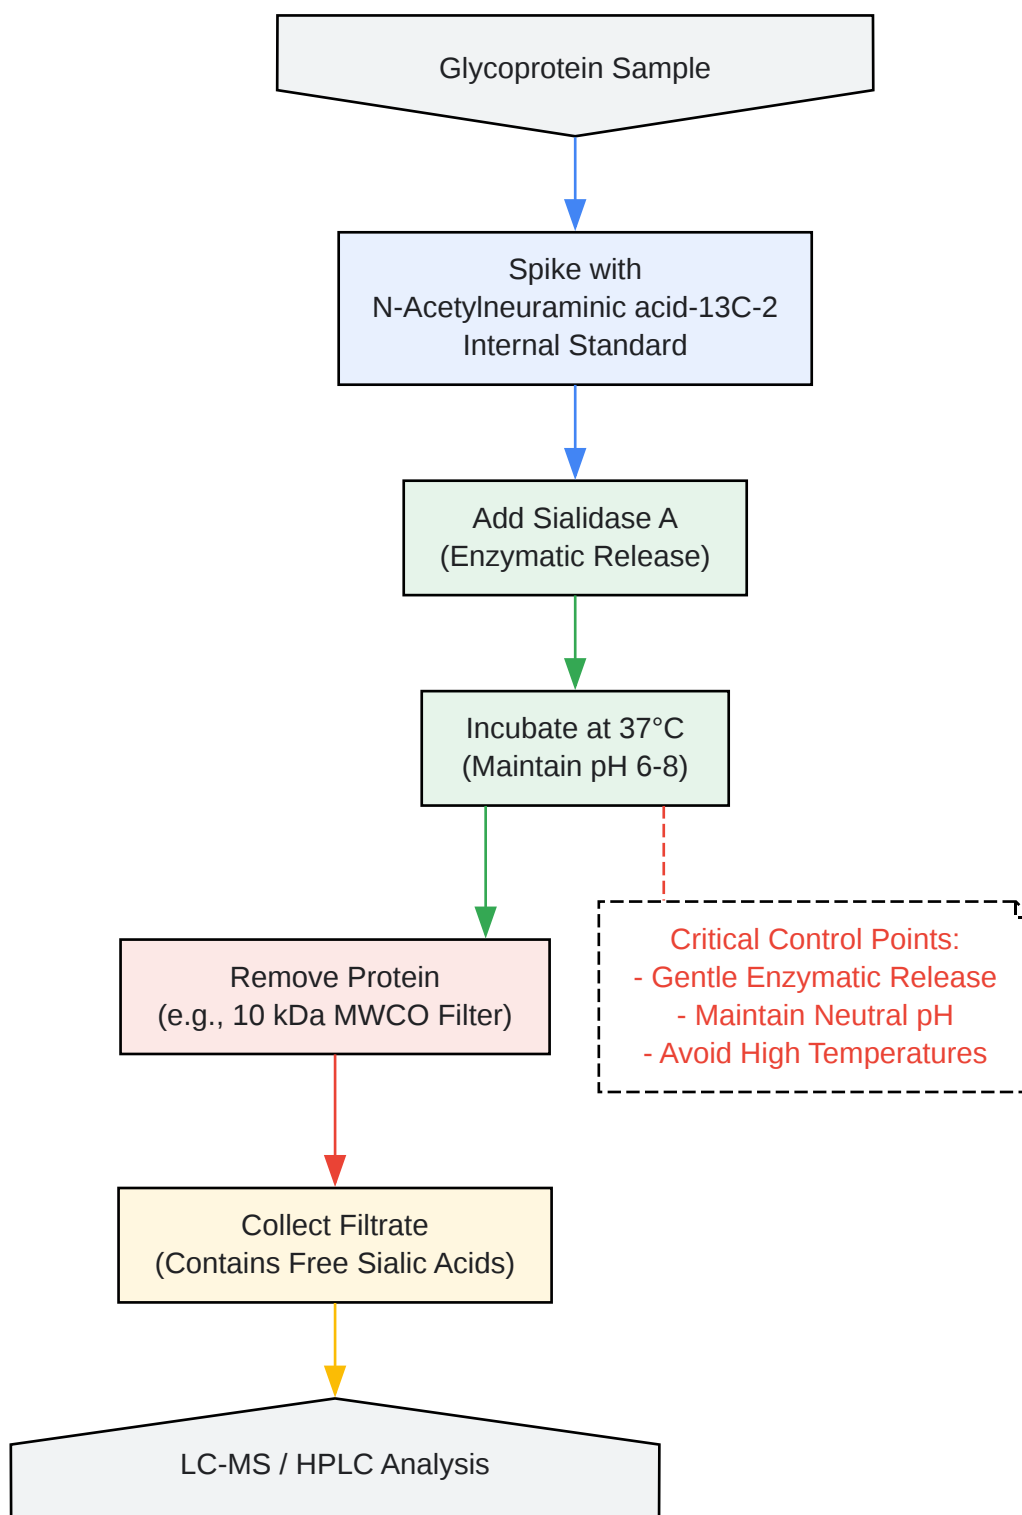 Glycoprotein Sample
Spike with
N-Acetylneuraminic acid-13C-2
Internal Standard
Add Sialidase A
(Enzymatic Release)
Incubate at 37°C
(Maintain pH 6-8)
Critical Control Points:
- Gentle Enzymatic Release
- Maintain Neutral pH
- Avoid High Temperatures
Remove Protein
(e.g., 10 kDa MWCO Filter)
Collect Filtrate
(Contains Free Sialic Acids)
LC-MS / HPLC Analysis